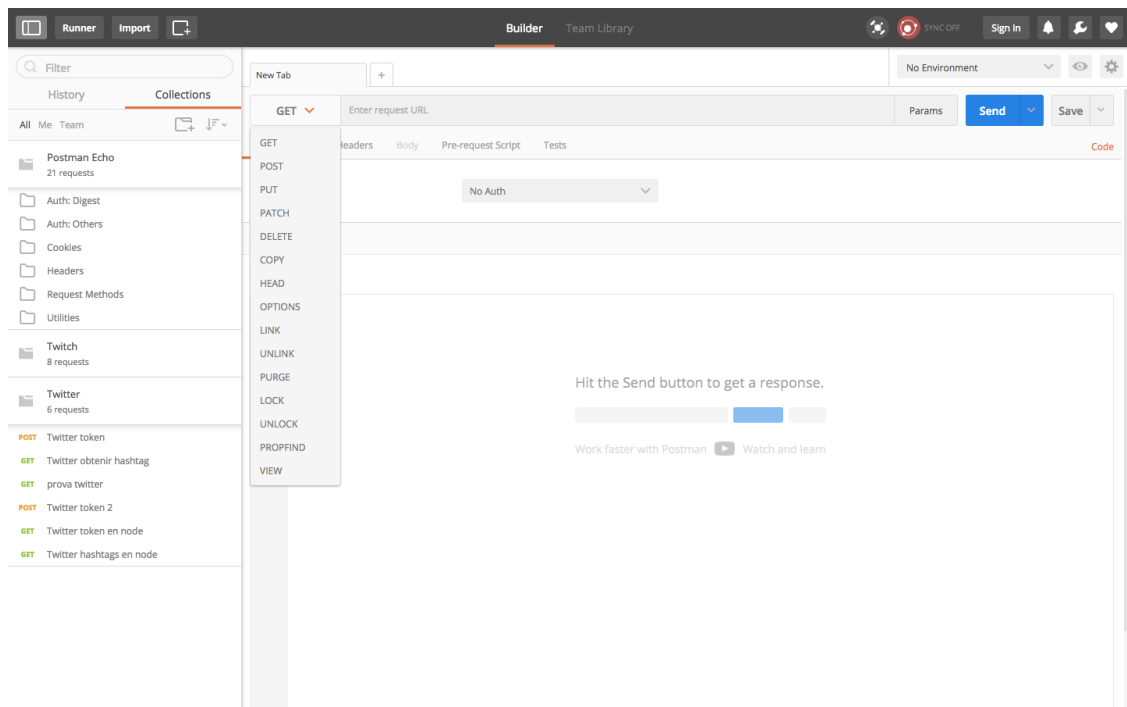 Runner Import Builder Team Library SYNC OFF Sign In
Filter
History Collections
All Me Team
Postman Echo
21 requests
Auth: Digest
Auth: Others
Cookies
Headers
Request Methods
Utilities
Twitch
8 requests
Twitter
6 requests
POST Twitter token
GET Twitter obtenir hashtag
GET prova twitter
POST Twitter token 2
GET Twitter token en node
GET Twitter hashtags en node
New Tab + No Environment
GET Enter request URL Params Send Save
Body Pre-request Script Tests Code
No Auth
GET
POST
PUT
PATCH
DELETE
COPY
HEAD
OPTIONS
LINK
UNLINK
PURGE
LOCK
UNLOCK
PROPFIND
VIEW
Hit the Send button to get a response.
Work faster with Postman Watch and learn